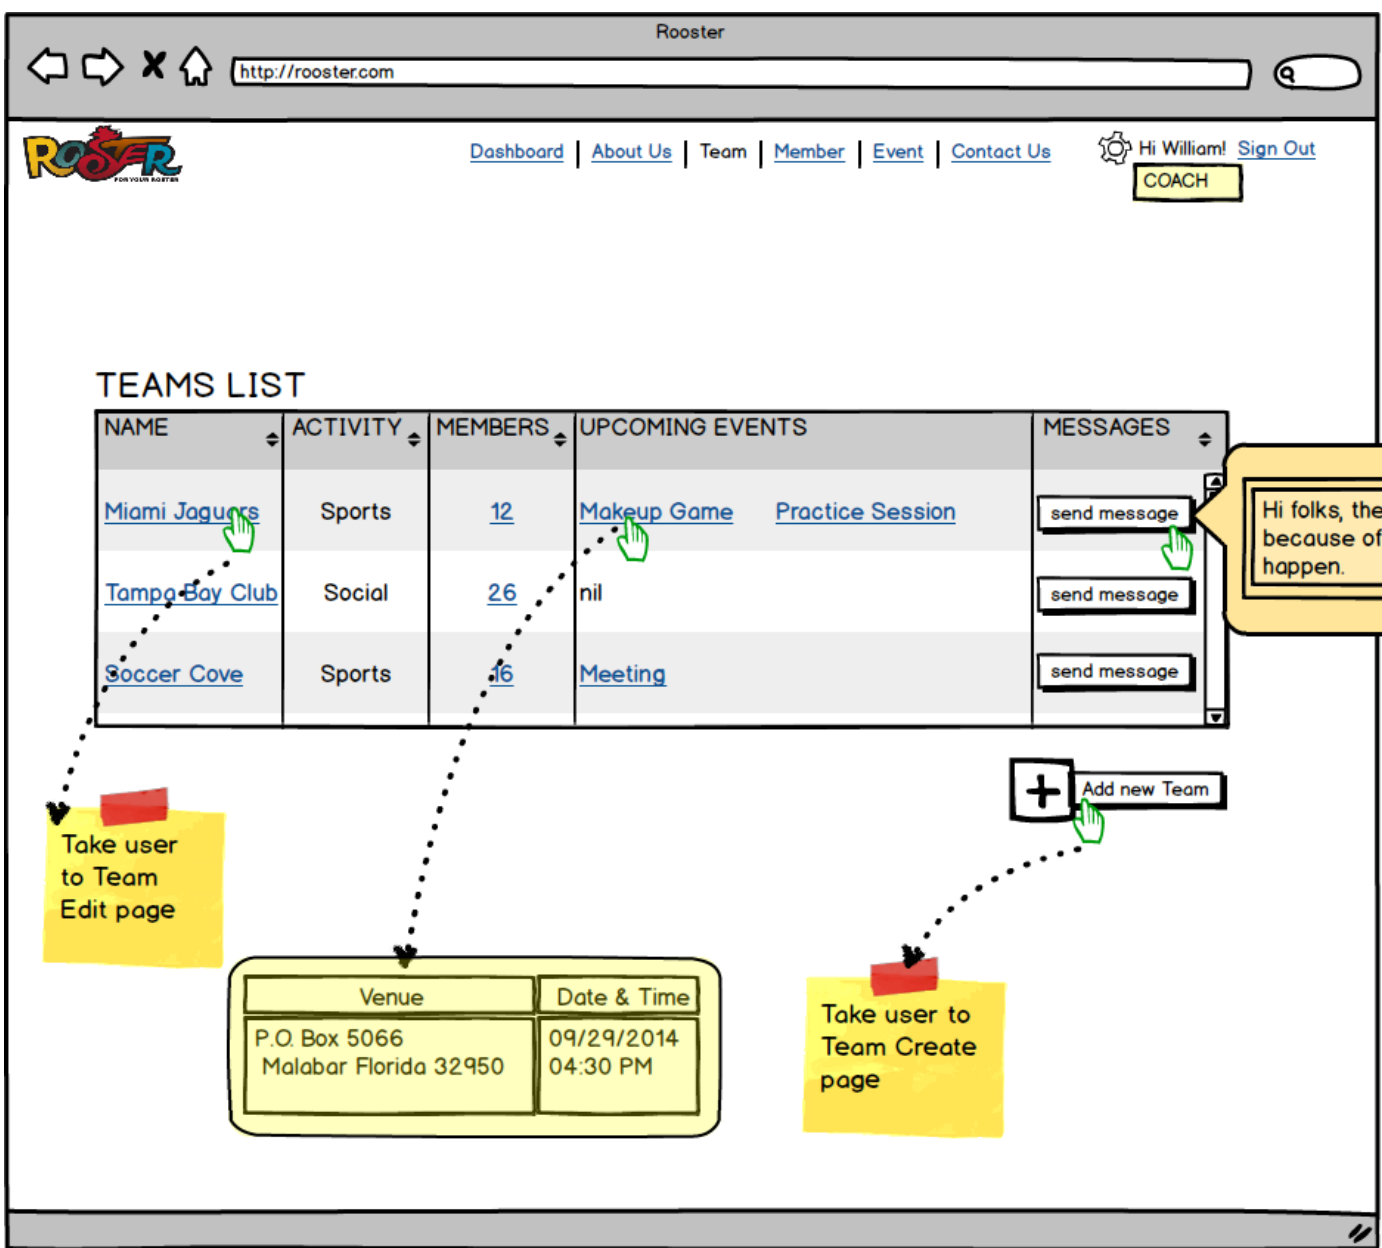 Rooster
http://rooster.com
ROOSTER
FOR YOUR ROSTER
Dashboard About Us Team Member Event Contact Us
Hi William! Sign Out
COACH
TEAMS LIST
NAME ACTIVITY MEMBERS UPCOMING EVENTS MESSAGES
Miami Jaguars Sports 12 Makeup Game Practice Session send message
Hi folks, the
because of
happen.
Tampa Bay Club Social 26 nil send message
Soccer Cove Sports 16 Meeting send message
Add new Team
Take user
to Team
Edit page
Venue Date & Time
P.O. Box 5066 09/29/2014
Malabar Florida 32950 04:30 PM
Take user to
Team Create
page